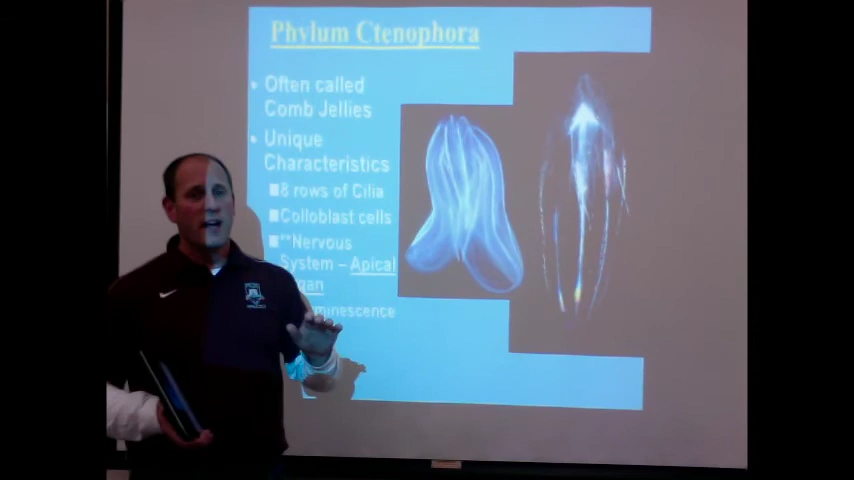 Phylum Ctenophora
• Often called
Comb Jellies
• Unique
Characteristics
■8 rows of Cilia
■Colloblast cells
■**Nervous
System – Apical